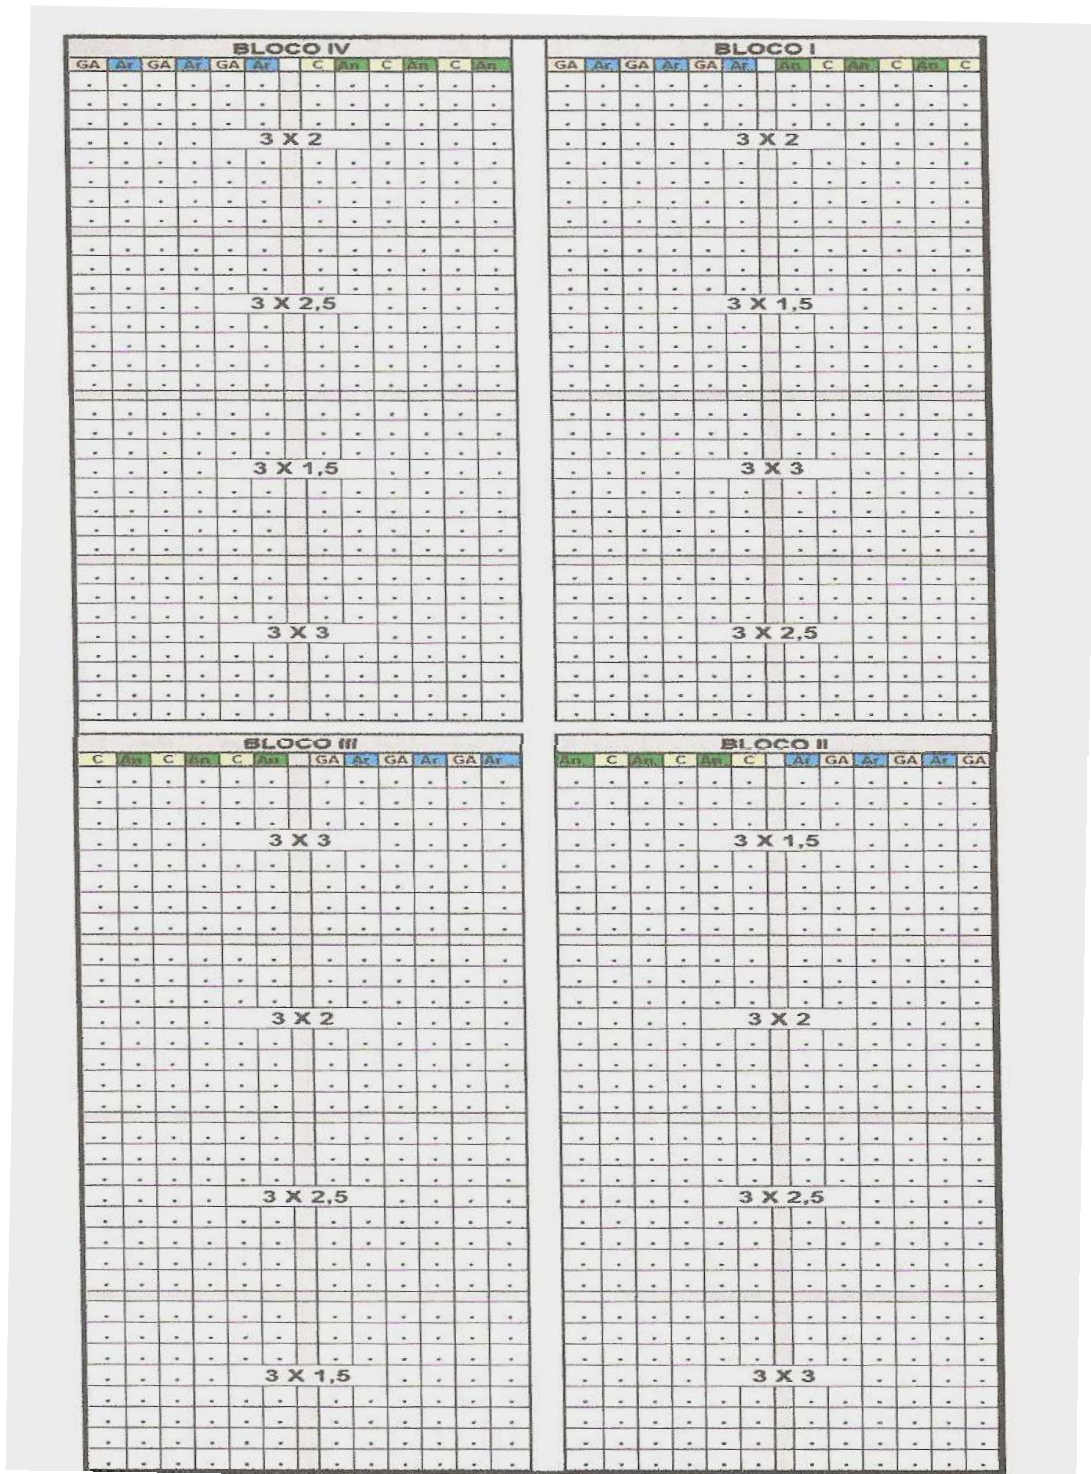 BLOCO IV
GA Ar GA Ar GA Ar C An C An C An
3 X 2
3 X 2,5
3 X 1,5
3 X 3
BLOCO I
GA Ar GA Ar GA Ar An C An C An C
3 X 2
3 X 1,5
3 X 3
3 X 2,5
BLOCO III
C An C An C An GA Ar GA Ar GA Ar
3 X 3
3 X 2
3 X 2,5
3 X 1,5
BLOCO II
An C An C An C Ar GA Ar GA Ar GA
3 X 1,5
3 X 2
3 X 2,5
3 X 3